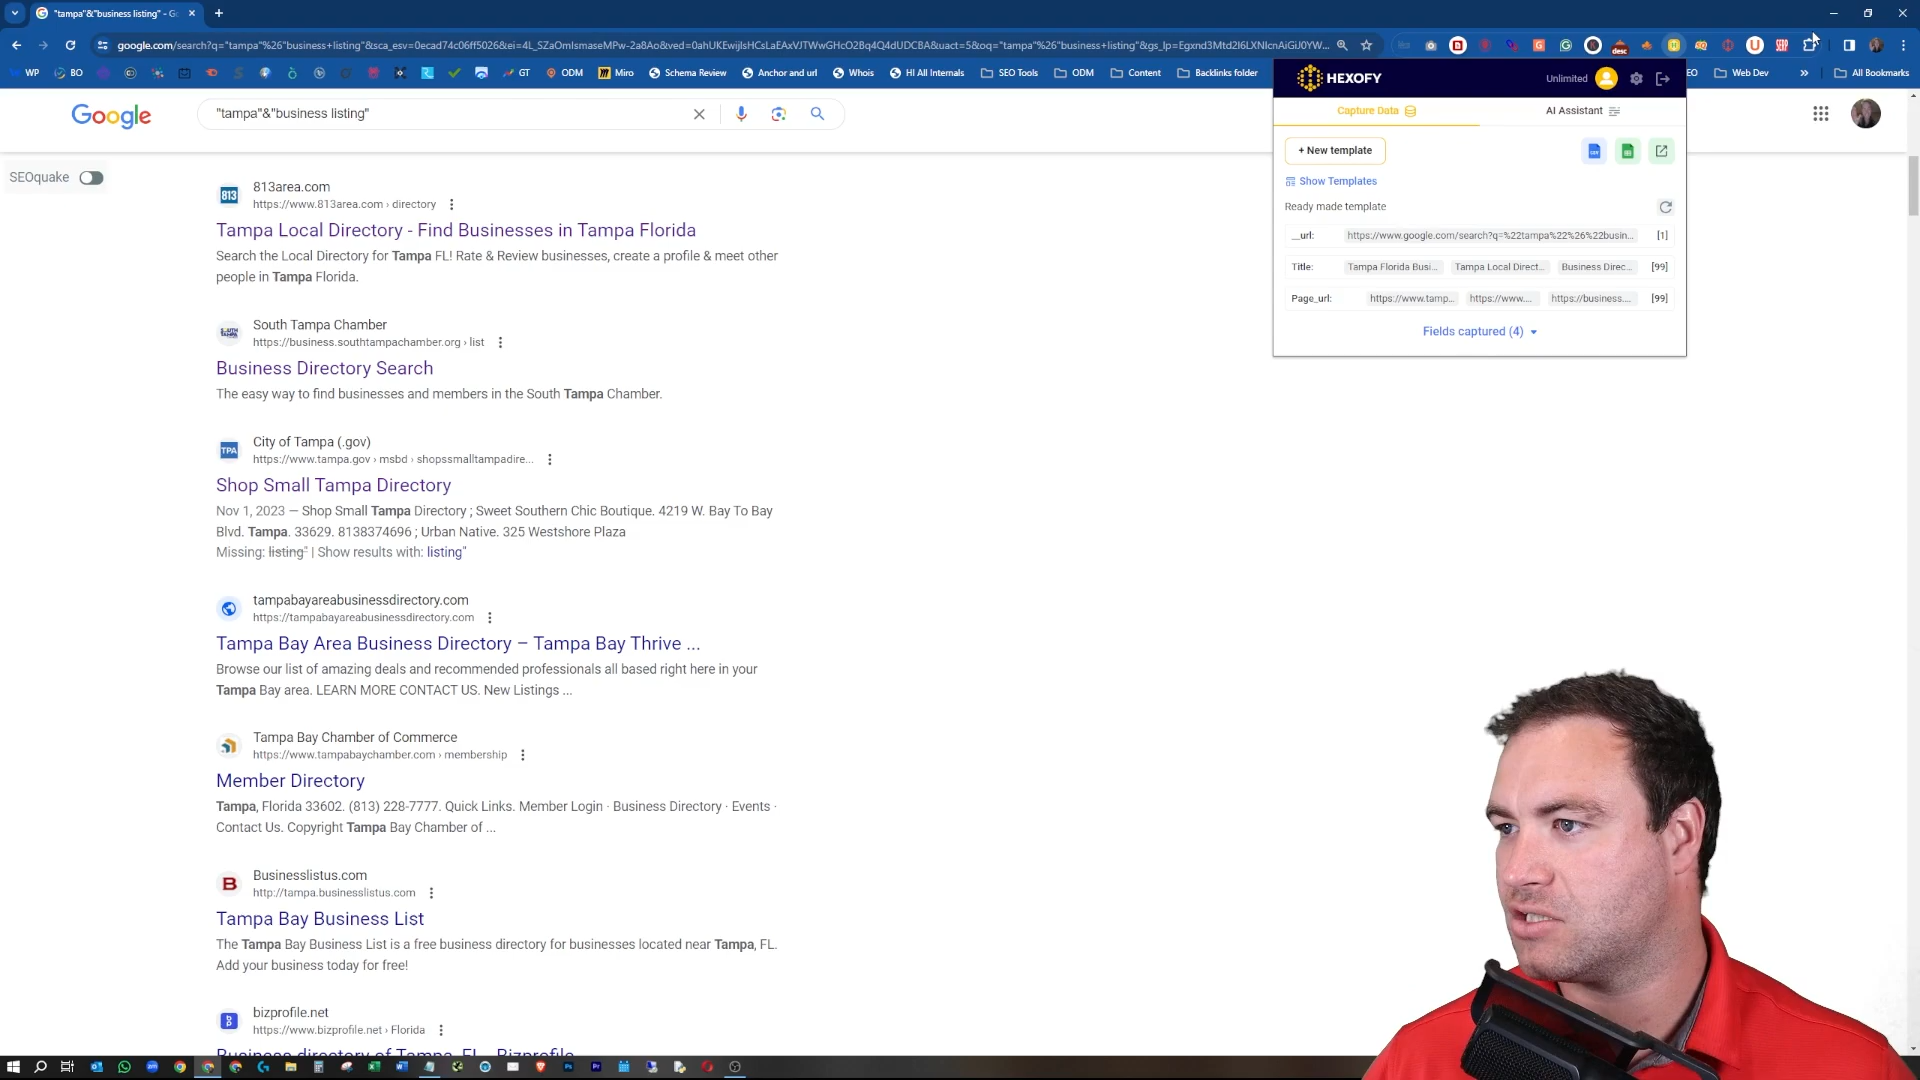 "tampa"&"business listing" - G
google.com/search?q="tampa"%26"business+listing"&sca_esv=0ecad74c06ff5026&ei=4L_SZaOmIsmaseMPw-2a8Ao&ved=0ahUKEwijlsHCsLaEAxVJTWwGHcO2Bq4Q4dUDCBA&uact=5&oq="tampa"%26"business+listing"&gs_lp=Egxnd3Mtd2l6LXNlcnAiGiJ0YW...
WP BO GT ODM Miro Schema Review Anchor and url Whois HI All Internals SEO Tools ODM Content Backlinks folder EO Web Dev » All Bookmarks
Google
"tampa"&"business listing"
SEOquake
813
813area.com
https://www.813area.com › directory
Tampa Local Directory - Find Businesses in Tampa Florida
Search the Local Directory for Tampa FL! Rate & Review businesses, create a profile & meet other
people in Tampa Florida.
South Tampa Chamber
https://business.southtampachamber.org › list
Business Directory Search
The easy way to find businesses and members in the South Tampa Chamber.
TPA
City of Tampa (.gov)
https://www.tampa.gov › msbd › shopssmalltampadire...
Shop Small Tampa Directory
Nov 1, 2023 — Shop Small Tampa Directory ; Sweet Southern Chic Boutique. 4219 W. Bay To Bay
Blvd. Tampa. 33629. 8138374696 ; Urban Native. 325 Westshore Plaza
Missing: listing" | Show results with: listing"
tampabayareabusinessdirectory.com
https://tampabayareabusinessdirectory.com
Tampa Bay Area Business Directory – Tampa Bay Thrive ...
Browse our list of amazing deals and recommended professionals all based right here in your
Tampa Bay area. LEARN MORE CONTACT US. New Listings ...
Tampa Bay Chamber of Commerce
https://www.tampabaychamber.com › membership
Member Directory
Tampa, Florida 33602. (813) 228-7777. Quick Links. Member Login · Business Directory · Events ·
Contact Us. Copyright Tampa Bay Chamber of ...
B
Businesslistus.com
http://tampa.businesslistus.com
Tampa Bay Business List
The Tampa Bay Business List is a free business directory for businesses located near Tampa, FL.
Add your business today for free!
bizprofile.net
https://www.bizprofile.net › Florida
Business directory of Tampa, FL - Bizprofile
HEXOFY
Unlimited
Capture Data
AI Assistant
+ New template
Show Templates
Ready made template
__url: https://www.google.com/search?q=%22tampa%22%26%22busin... [1]
Title: Tampa Florida Busi... Tampa Local Direct... Business Direc... [99]
Page_url: https://www.tamp... https://www.... https://business.... [99]
Fields captured (4)